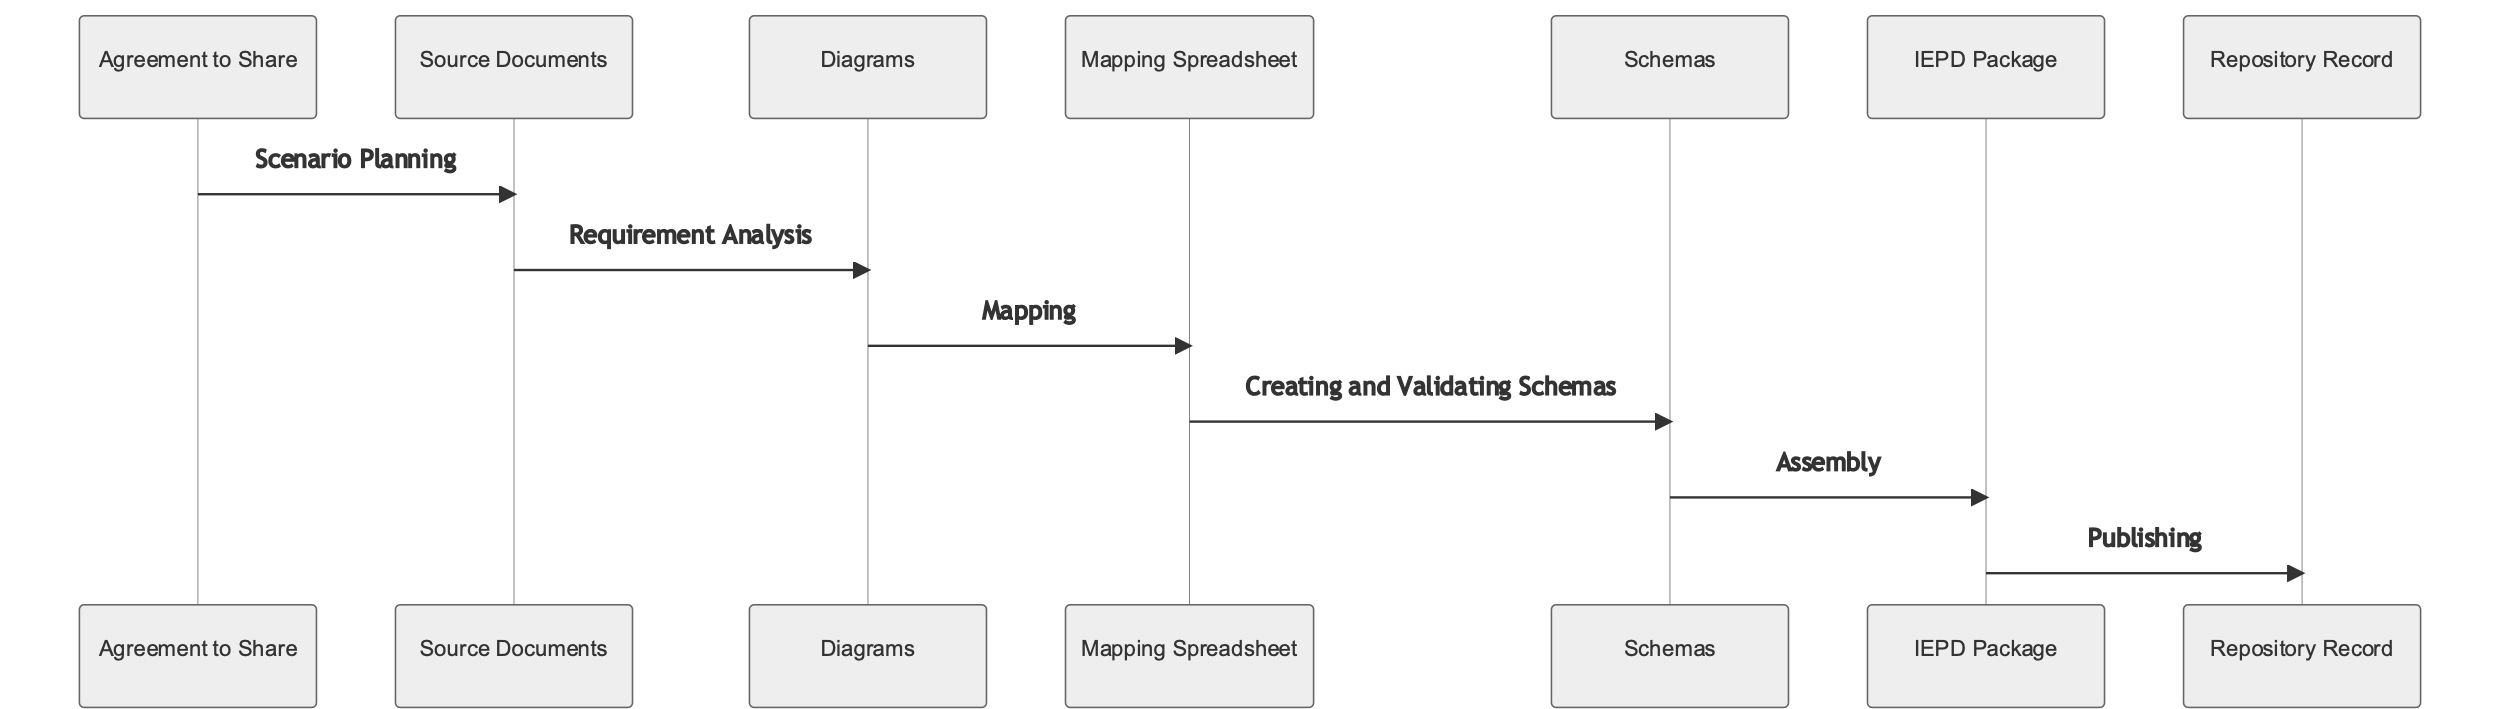 Agreement to Share
Source Documents
Diagrams
Mapping Spreadsheet
Schemas
IEPD Package
Repository Record
Scenario Planning
Requirement Analysis
Mapping
Creating and Validating Schemas
Assembly
Publishing
Agreement to Share
Source Documents
Diagrams
Mapping Spreadsheet
Schemas
IEPD Package
Repository Record